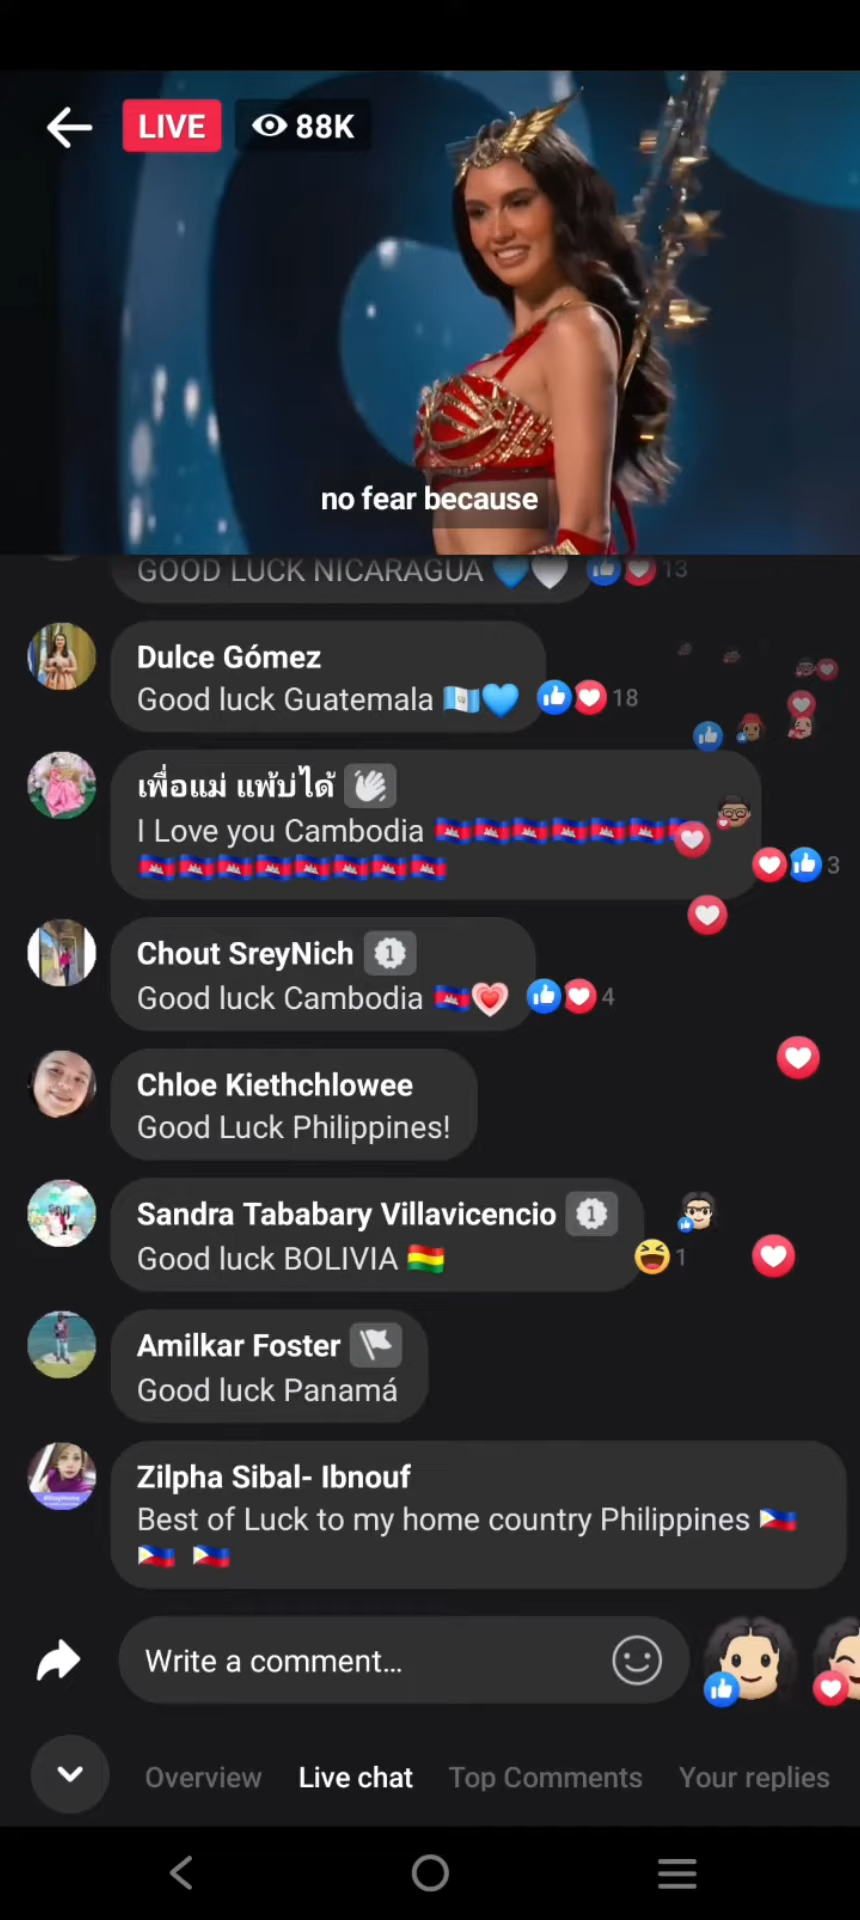 LIVE 88K
no fear because
GOOD LUCK NICARAGUA 13
Dulce Gómez
Good luck Guatemala 18
เพื่อแม่ แพ้บ่ได้
I Love you Cambodia
3
Chout SreyNich 1
Good luck Cambodia 4
Chloe Kiethchlowee
Good Luck Philippines!
Sandra Tababary Villavicencio 1
Good luck BOLIVIA 1
Amilkar Foster
Good luck Panamá
Zilpha Sibal- Ibnouf
Best of Luck to my home country Philippines
Write a comment...
Overview Live chat Top Comments Your replies